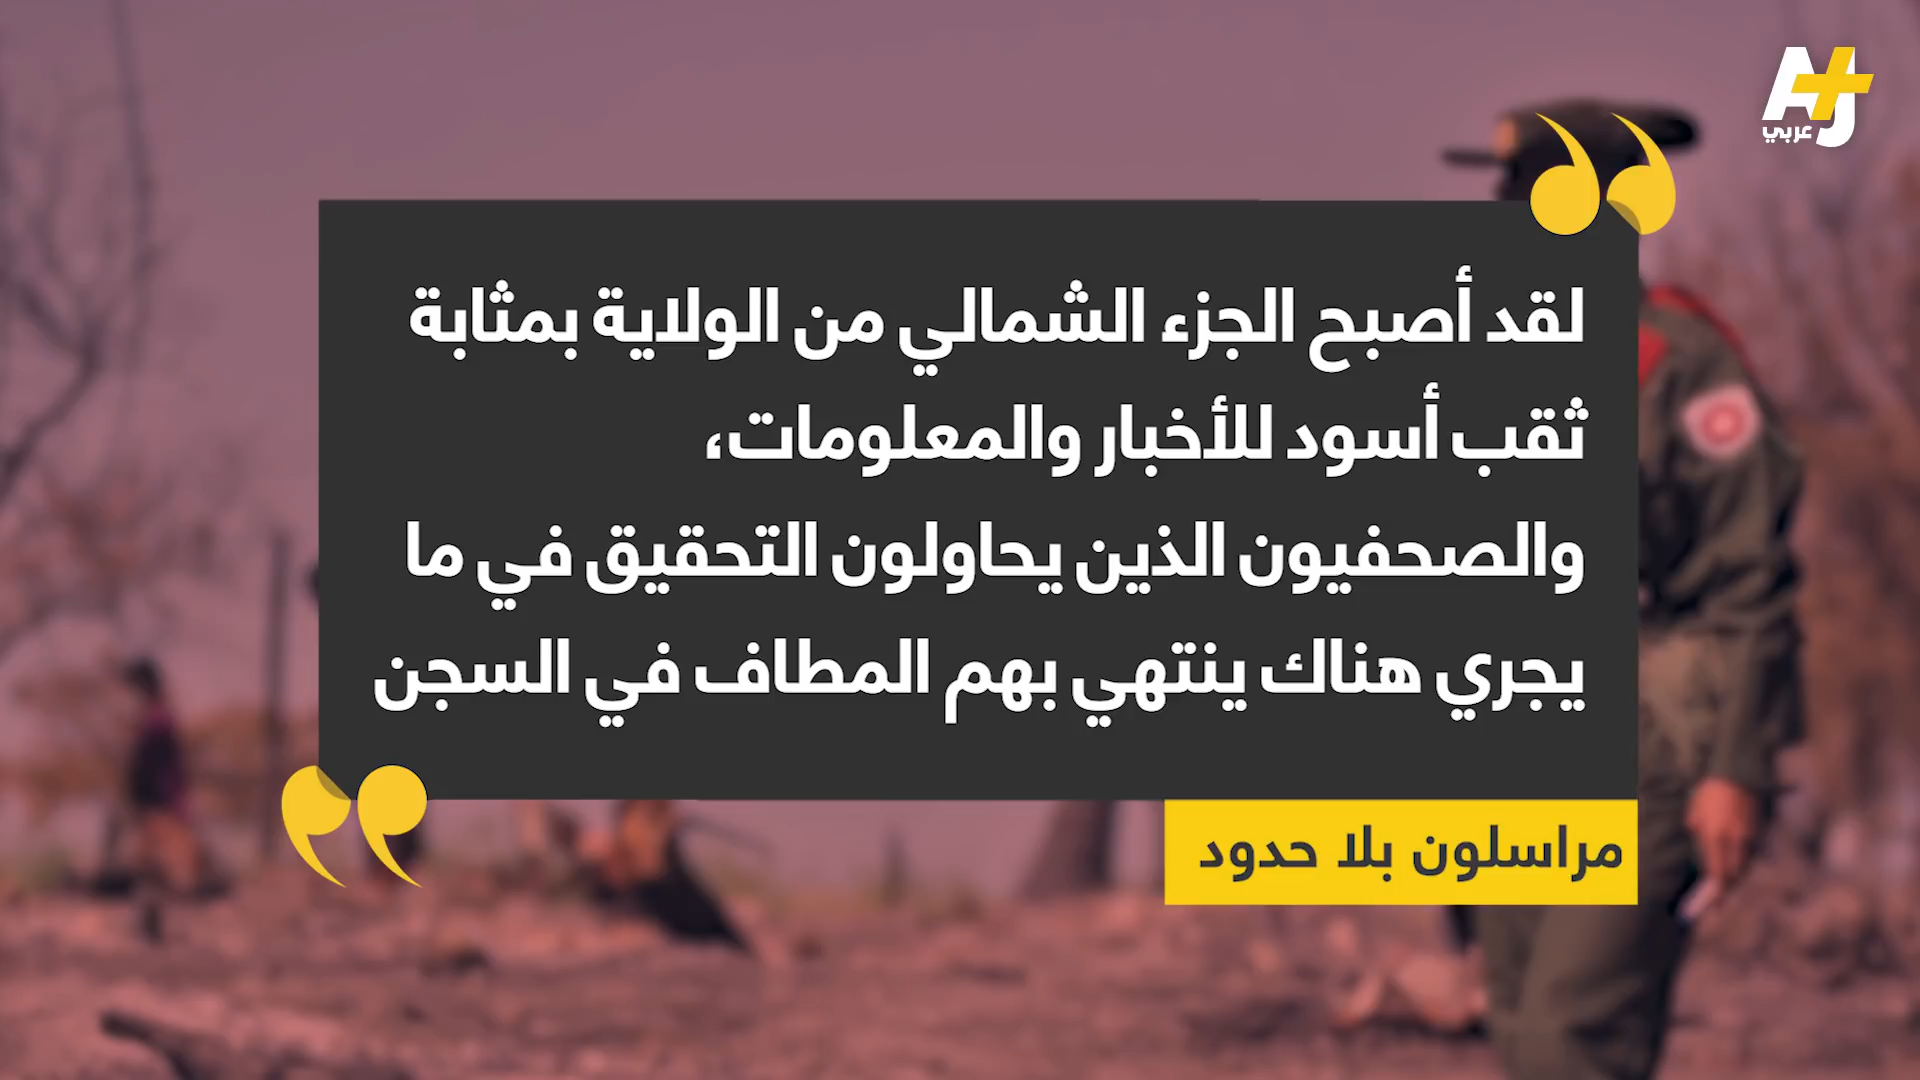 AJ+
عربي
لقد أصبح الجزء الشمالي من الولاية بمثابة
ثقب أسود للأخبار والمعلومات،
والصحفيون الذين يحاولون التحقيق في ما
يجري هناك ينتهي بهم المطاف في السجن
مراسلون بلا حدود